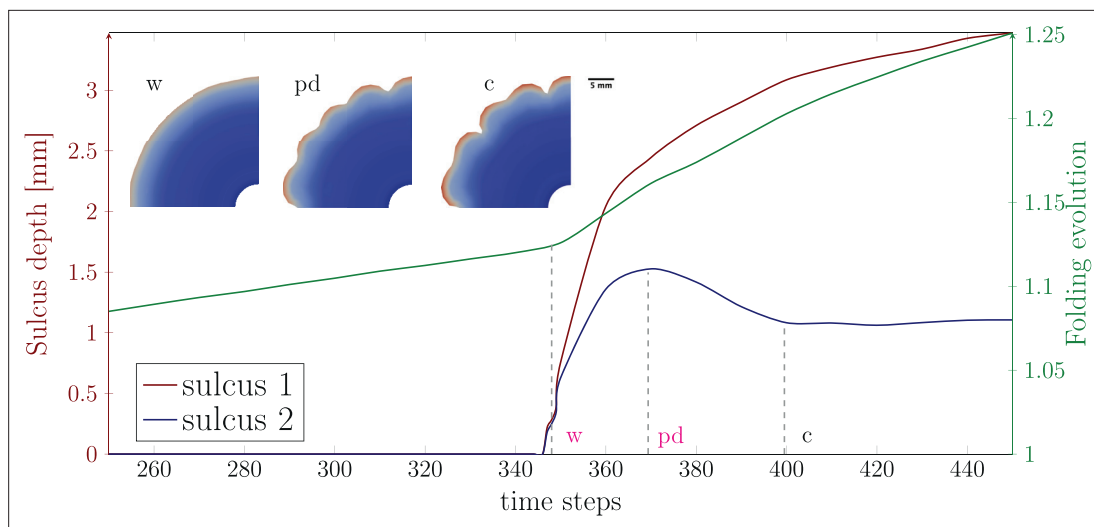 w
pd
c
5 mm
Sulcus depth [mm]
3
2.5
2
1.5
1
0.5
0
1.25
1.2
1.15
1.1
1.05
1
Folding evolution
sulcus 1
sulcus 2
w
pd
c
260 280 300 320 340 360 380 400 420 440
time steps